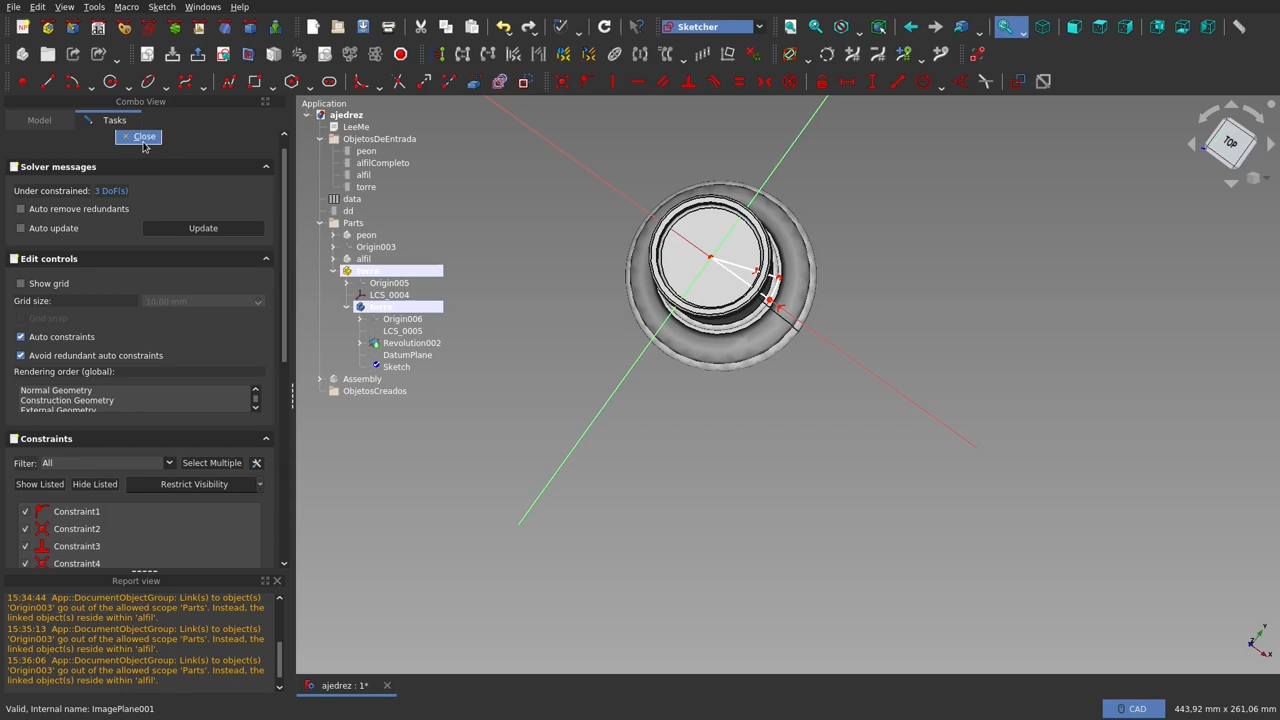 File Edit View Tools Macro Sketch Windows Help
Sketcher
Combo View
Model
Tasks
Close
Solver messages
Under constrained: 3 DoF(s)
Auto remove redundants
Auto update
Update
Edit controls
Show grid
Grid size:
10,00 mm
Grid snap
Auto constraints
Avoid redundant auto constraints
Rendering order (global):
Normal Geometry
Construction Geometry
External Geometry
Constraints
Filter: All
Select Multiple
Show Listed
Hide Listed
Restrict Visibility
Constraint1
Constraint2
Constraint3
Constraint4
Report view
15:34:44 App::DocumentObjectGroup: Link(s) to object(s)
'Origin003' go out of the allowed scope 'Parts'. Instead, the
linked object(s) reside within 'alfil'.
15:35:13 App::DocumentObjectGroup: Link(s) to object(s)
'Origin003' go out of the allowed scope 'Parts'. Instead, the
linked object(s) reside within 'alfil'.
15:36:06 App::DocumentObjectGroup: Link(s) to object(s)
'Origin003' go out of the allowed scope 'Parts'. Instead, the
linked object(s) reside within 'alfil'.
Application
ajedrez
LeeMe
ObjetosDeEntrada
peon
alfilCompleto
alfil
torre
data
dd
Parts
peon
Origin003
alfil
torre
Origin005
LCS_0004
torre
Origin006
LCS_0005
Revolution002
DatumPlane
Sketch
Assembly
ObjetosCreados
TOP
Y
Z
X
ajedrez : 1*
Valid, Internal name: ImagePlane001
CAD
443,92 mm x 261,06 mm